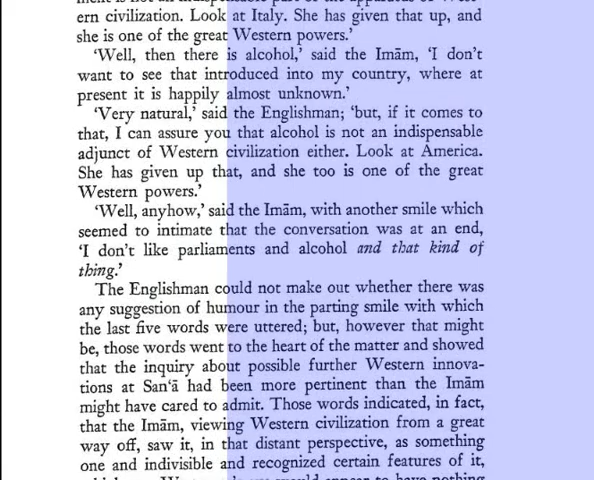 ern civilization. Look at Italy. She has given that up, and
she is one of the great Western powers.’
‘Well, then there is alcohol,’ said the Imām, ‘I don’t
want to see that introduced into my country, where at
present it is happily almost unknown.’
‘Very natural,’ said the Englishman; ‘but, if it comes to
that, I can assure you that alcohol is not an indispensable
adjunct of Western civilization either. Look at America.
She has given up that, and she too is one of the great
Western powers.’
‘Well, anyhow,’ said the Imām, with another smile which
seemed to intimate that the conversation was at an end,
‘I don’t like parliaments and alcohol and that kind of
thing.’
The Englishman could not make out whether there was
any suggestion of humour in the parting smile with which
the last five words were uttered; but, however that might
be, those words went to the heart of the matter and showed
that the inquiry about possible further Western innova-
tions at San‘ā had been more pertinent than the Imām
might have cared to admit. Those words indicated, in fact,
that the Imām, viewing Western civilization from a great
way off, saw it, in that distant perspective, as something
one and indivisible and recognized certain features of it,